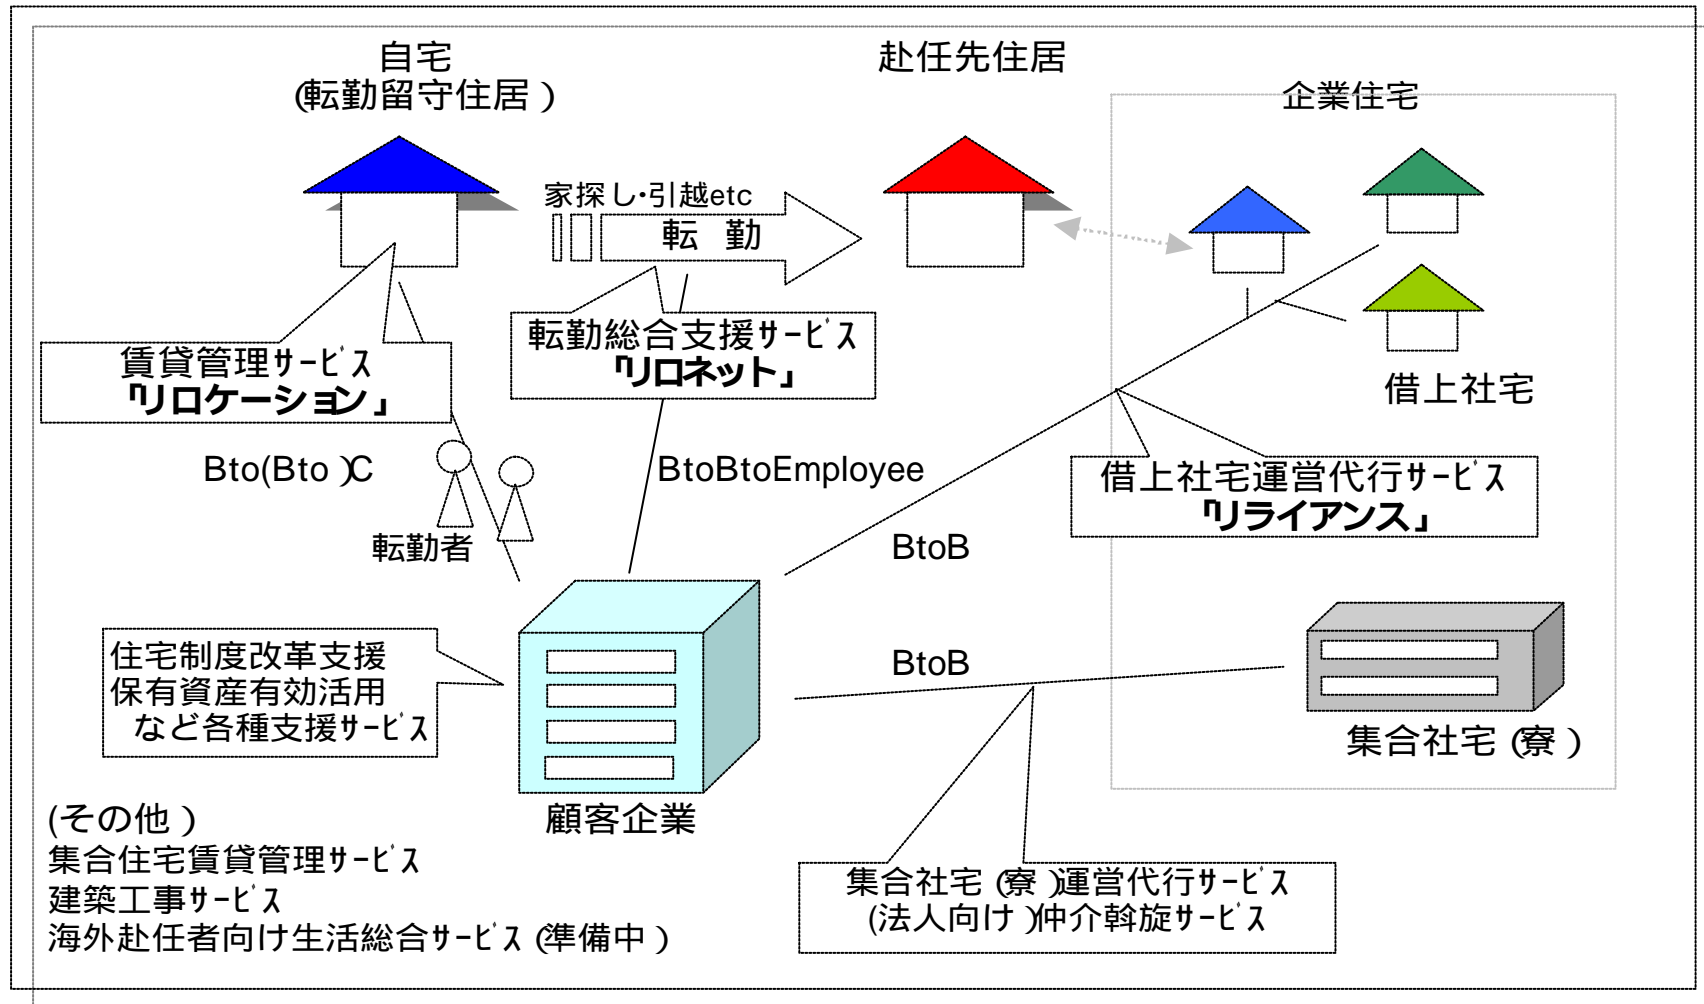 自宅
(転勤留守住居)
赴任先住居
企業住宅
家探し・引越etc
転 勤
転勤総合支援ｻｰﾋﾞｽ
「リロネット」
賃貸管理ｻｰﾋﾞｽ
「リロケーション」
借上社宅
Bto(Bto)C
BtoBtoEmployee
借上社宅運営代行ｻｰﾋﾞｽ
「リライアンス」
転勤者
BtoB
住宅制度改革支援
保有資産有効活用
など各種支援ｻｰﾋﾞｽ
BtoB
集合社宅(寮)
顧客企業
(その他)
集合住宅賃貸管理ｻｰﾋﾞｽ
建築工事ｻｰﾋﾞｽ
海外赴任者向け生活総合ｻｰﾋﾞｽ(準備中)
集合社宅(寮)運営代行ｻｰﾋﾞｽ
(法人向け)仲介斡旋ｻｰﾋﾞｽ